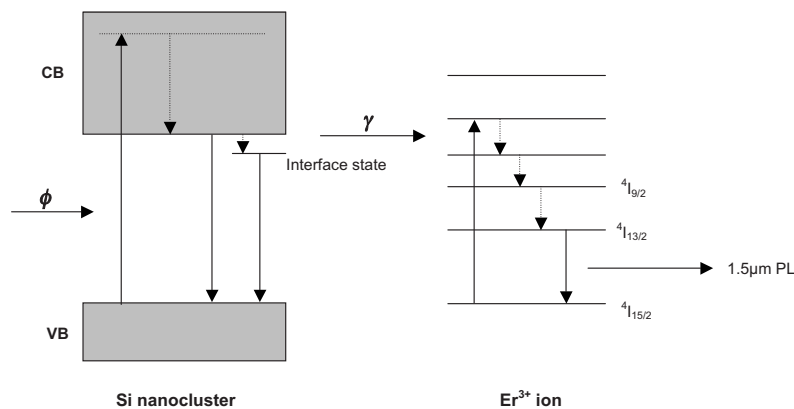 CB
γ
Interface state
ϕ
⁴I₉/₂
⁴I₁₃/₂
1.5µm PL
⁴I₁₅/₂
VB
Si nanocluster
Er³⁺ ion